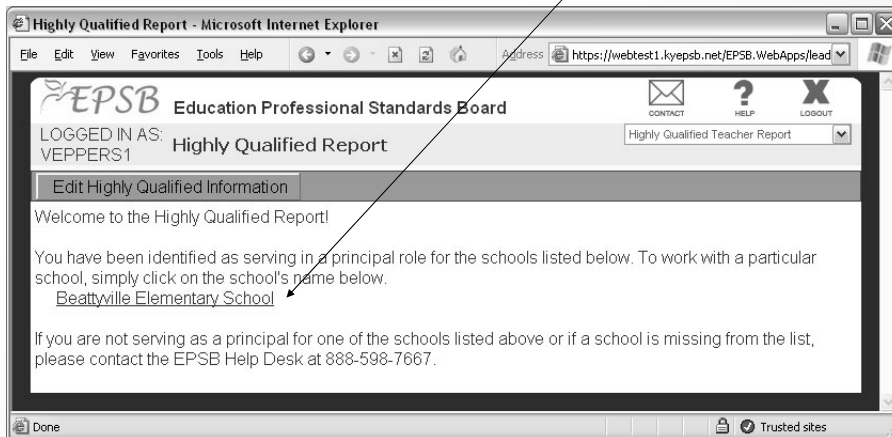 Highly Qualified Report - Microsoft Internet Explorer
File Edit View Favorites Tools Help Address https://webtest1.kyepsb.net/EPSB.WebApps/lead
EPSB Education Professional Standards Board
CONTACT HELP LOGOUT
LOGGED IN AS:
VEPPERS1
Highly Qualified Report
Highly Qualified Teacher Report
Edit Highly Qualified Information
Welcome to the Highly Qualified Report!
You have been identified as serving in a principal role for the schools listed below. To work with a particular
school, simply click on the school's name below.
Beattyville Elementary School
If you are not serving as a principal for one of the schools listed above or if a school is missing from the list,
please contact the EPSB Help Desk at 888-598-7667.
Done Trusted sites